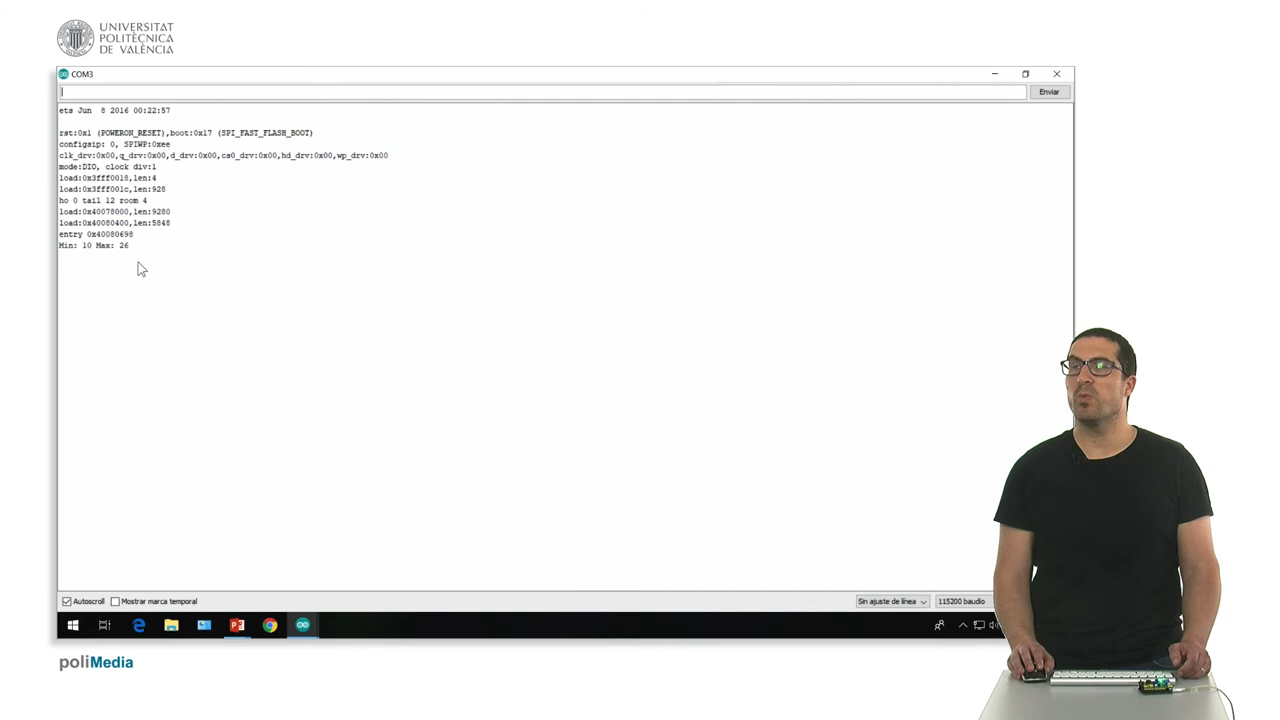 UNIVERSITAT
POLITÈCNICA
DE VALÈNCIA
COM3
Enviar
ets Jun 8 2016 00:22:57
rst:0x1 (POWERON_RESET),boot:0x17 (SPI_FAST_FLASH_BOOT)
configsip: 0, SPIWP:0xee
clk_drv:0x00,q_drv:0x00,d_drv:0x00,cs0_drv:0x00,hd_drv:0x00,wp_drv:0x00
mode:DIO, clock div:1
load:0x3fff0018,len:4
load:0x3fff001c,len:928
ho 0 tail 12 room 4
load:0x40078000,len:9280
load:0x40080400,len:5848
entry 0x40080698
Min: 10 Max: 26
Autoscroll Mostrar marca temporal Sin ajuste de línea 115200 baudio
poliMedia